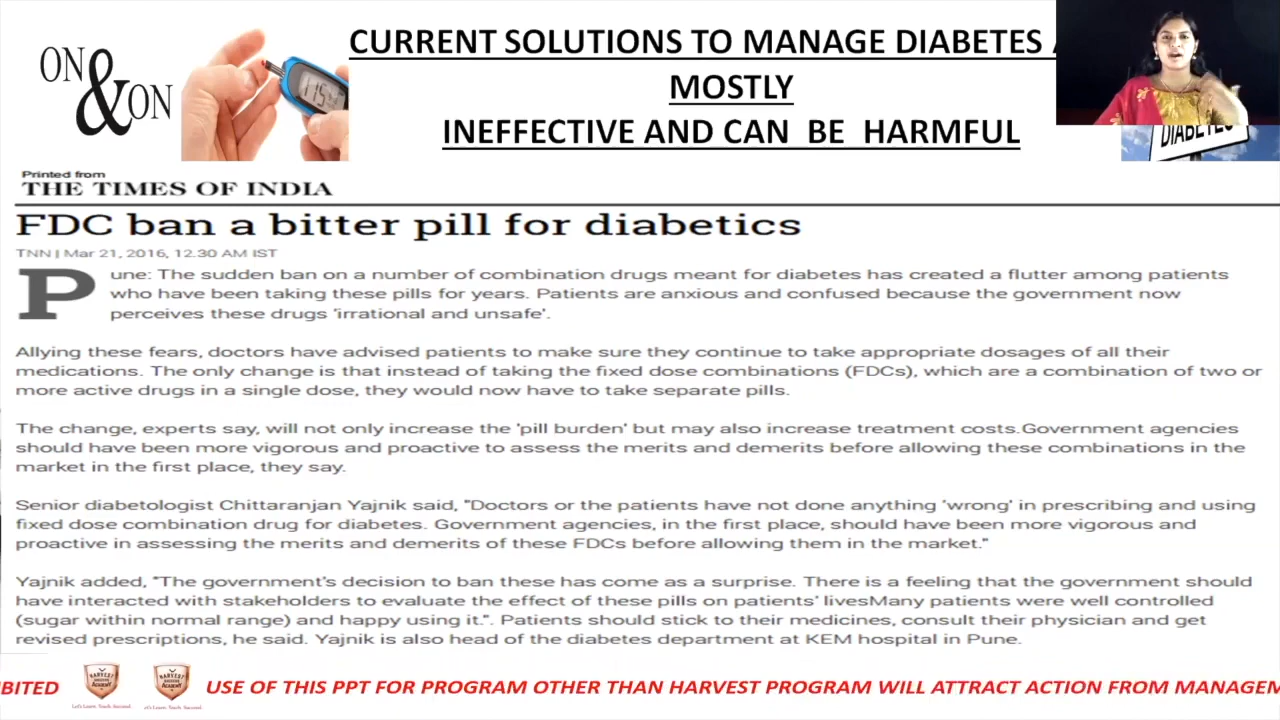 ON
&
ON
115
CURRENT SOLUTIONS TO MANAGE DIABETES
MOSTLY
INEFFECTIVE AND CAN BE HARMFUL
DIABETES
Printed from
THE TIMES OF INDIA
FDC ban a bitter pill for diabetics
TNN | Mar 21, 2016, 12.30 AM IST
Pune: The sudden ban on a number of combination drugs meant for diabetes has created a flutter among patients
who have been taking these pills for years. Patients are anxious and confused because the government now
perceives these drugs 'irrational and unsafe'.
Allying these fears, doctors have advised patients to make sure they continue to take appropriate dosages of all their
medications. The only change is that instead of taking the fixed dose combinations (FDCs), which are a combination of two or
more active drugs in a single dose, they would now have to take separate pills.
The change, experts say, will not only increase the 'pill burden' but may also increase treatment costs.Government agencies
should have been more vigorous and proactive to assess the merits and demerits before allowing these combinations in the
market in the first place, they say.
Senior diabetologist Chittaranjan Yajnik said, "Doctors or the patients have not done anything 'wrong' in prescribing and using
fixed dose combination drug for diabetes. Government agencies, in the first place, should have been more vigorous and
proactive in assessing the merits and demerits of these FDCs before allowing them in the market."
Yajnik added, "The government's decision to ban these has come as a surprise. There is a feeling that the government should
have interacted with stakeholders to evaluate the effect of these pills on patients' livesMany patients were well controlled
(sugar within normal range) and happy using it.". Patients should stick to their medicines, consult their physician and get
revised prescriptions, he said. Yajnik is also head of the diabetes department at KEM hospital in Pune.
IBITED
HARVEST
ACADEMY
HARVEST
ACADEMY
USE OF THIS PPT FOR PROGRAM OTHER THAN HARVEST PROGRAM WILL ATTRACT ACTION FROM MANAGEM